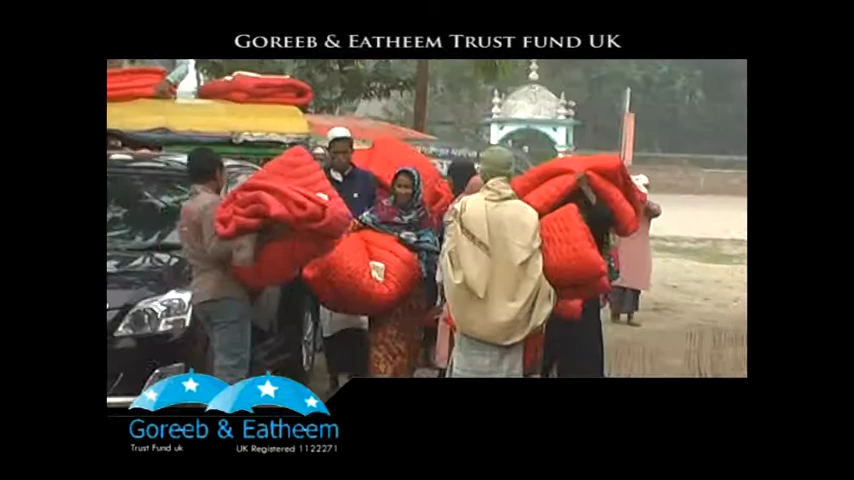 GOREEB & EATHEEM TRUST FUND UK
Goreeb & Eatheem
Trust Fund uk
UK Registered 1122271